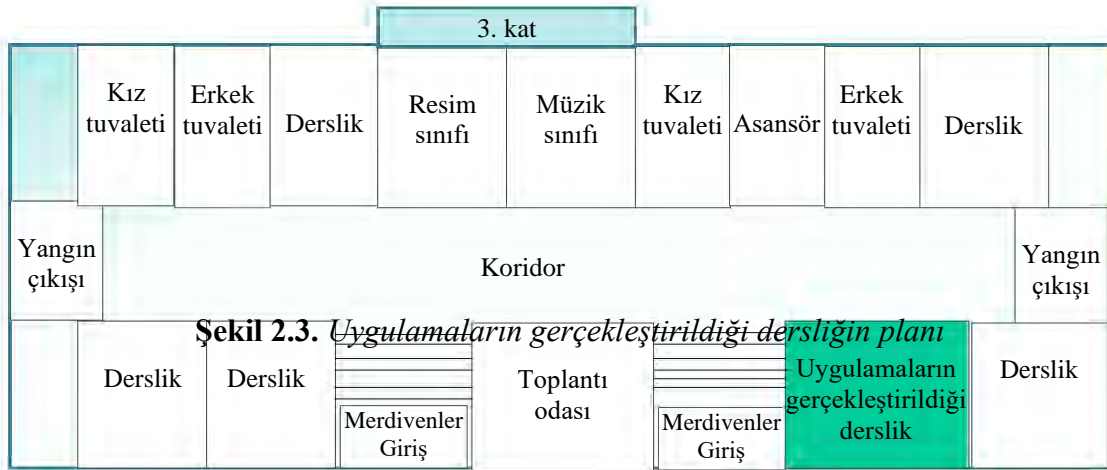 3. kat
Kız
tuvaleti
Erkek
tuvaleti
Derslik
Resim
sınıfı
Müzik
sınıfı
Kız
tuvaleti
Asansör
Erkek
tuvaleti
Derslik
Yangın
çıkışı
Koridor
Yangın
çıkışı
Şekil 2.3. Uygulamaların gerçekleştirildiği dersliğin planı
Derslik
Derslik
Merdivenler
Giriş
Toplantı
odası
Merdivenler
Giriş
Uygulamaların
gerçekleştirildiği
derslik
Derslik